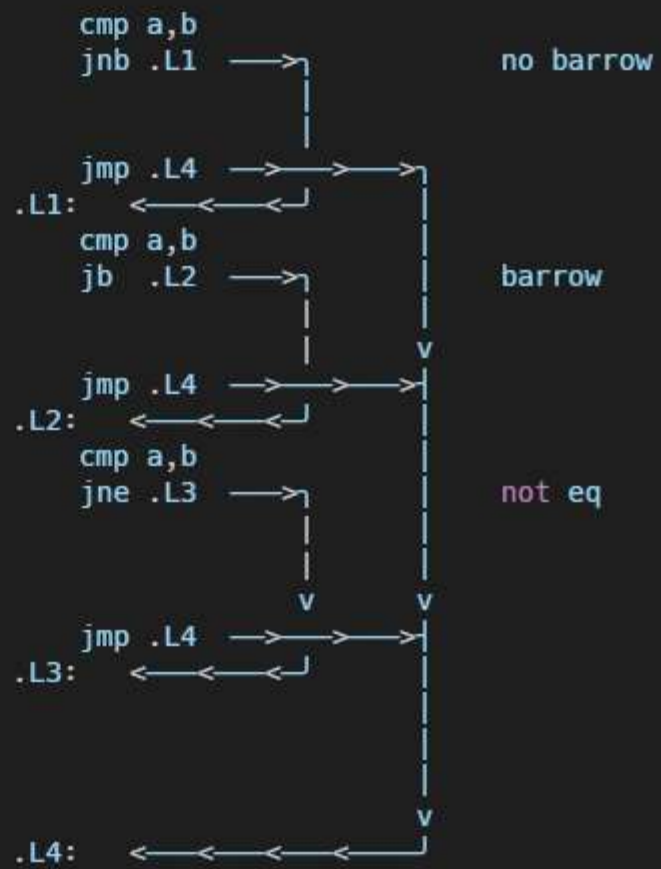 cmp a,b
jnb .L1 ──>┐ no barrow
│
│
jmp .L4 ──>───>───>┐
.L1: <───<───<─┘ │
cmp a,b │
jb .L2 ──>┐ │ barrow
│ │
│ v
jmp .L4 ──>───>───>┤
.L2: <───<───<─┘ │
cmp a,b │
jne .L3 ──>┐ │ not eq
│ │
│ │
v v
jmp .L4 ──>───>───>┤
.L3: <───<───<─┘ │
│
│
│
v
.L4: <───<───<───<────┘